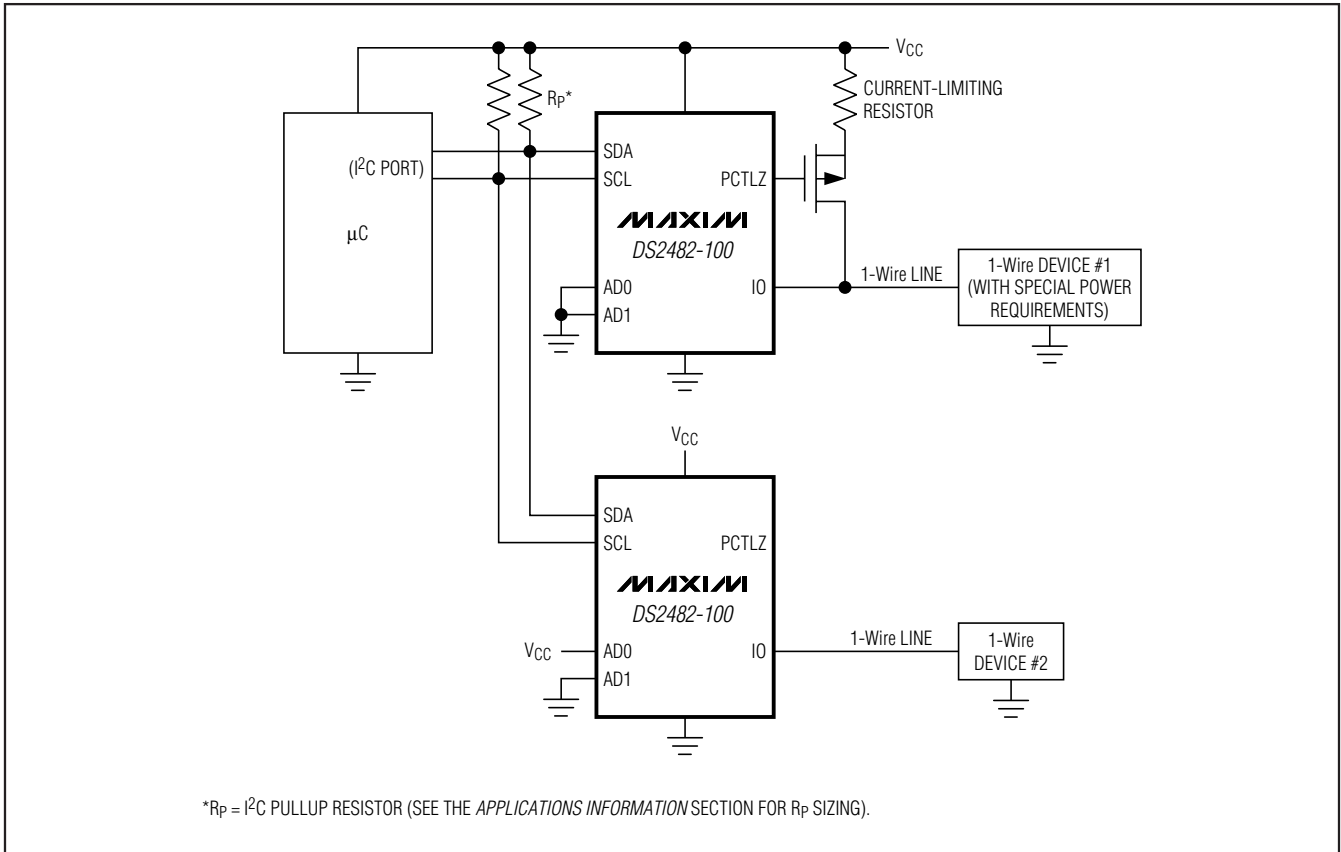 VCC
RP*
CURRENT-LIMITING
RESISTOR
(I2C PORT)
μC
SDA
SCL
PCTLZ
MAXIM
DS2482-100
AD0
AD1
IO
1-Wire LINE
1-Wire DEVICE #1
(WITH SPECIAL POWER
REQUIREMENTS)
VCC
SDA
SCL
PCTLZ
MAXIM
DS2482-100
VCC
AD0
AD1
IO
1-Wire LINE
1-Wire
DEVICE #2
*RP = I2C PULLUP RESISTOR (SEE THE APPLICATIONS INFORMATION SECTION FOR RP SIZING).